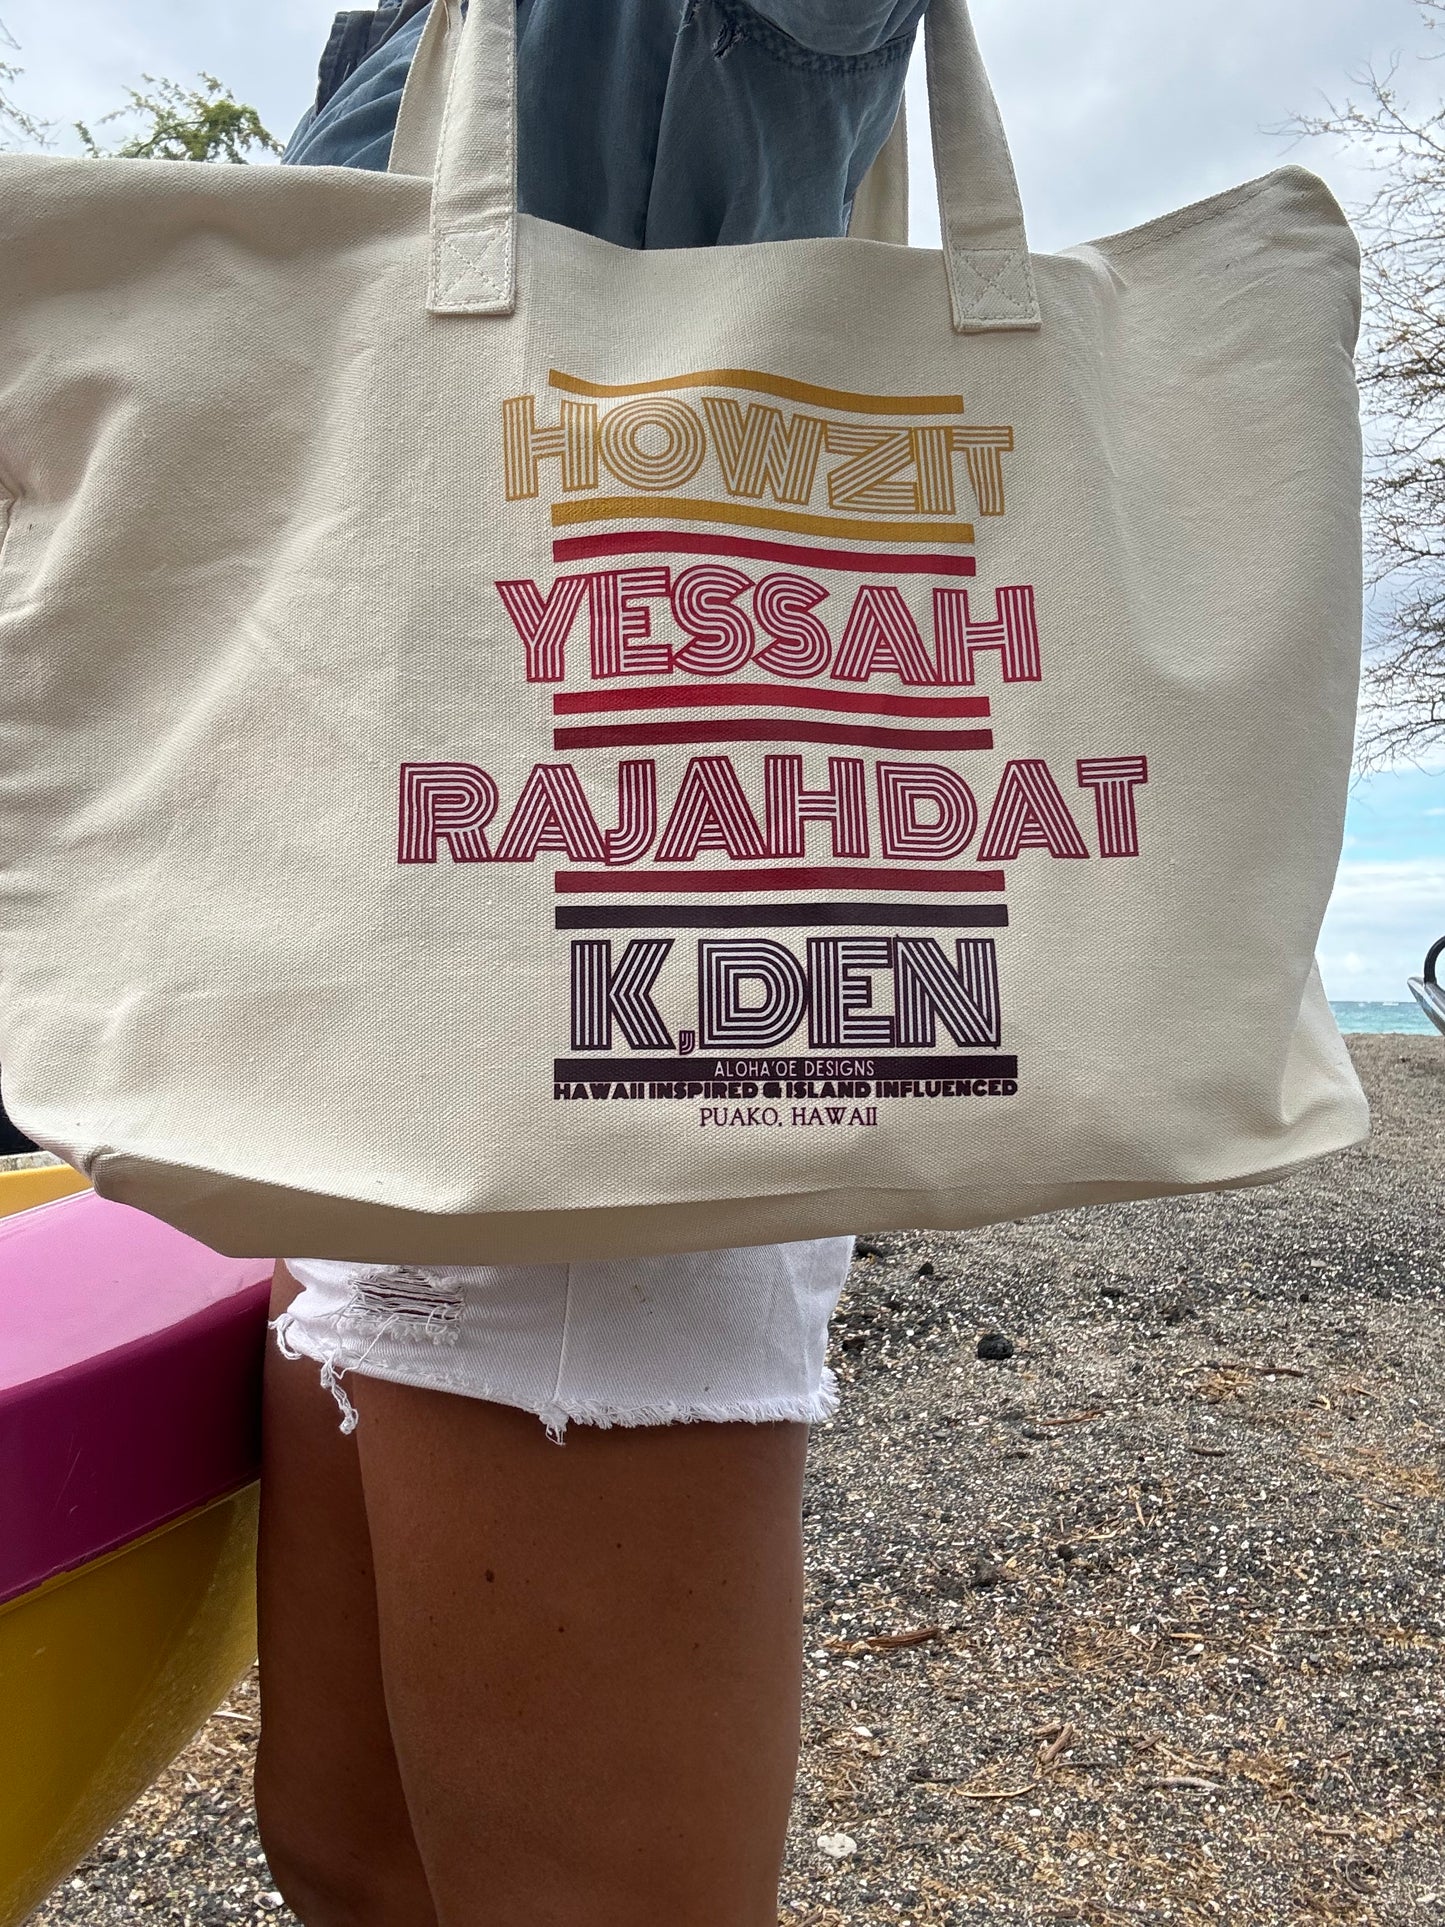 HOWZIT
YESSAH
RAJAHDAT
K,DEN
ALOHA'OE DESIGNS
HAWAII INSPIRED & ISLAND INFLUENCED
PUAKO, HAWAII